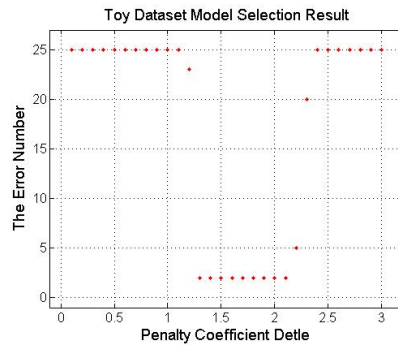 Toy Dataset Model Selection Result
The Error Number
25
20
15
10
5
0
0 0.5 1 1.5 2 2.5 3
Penalty Coefficient Detle